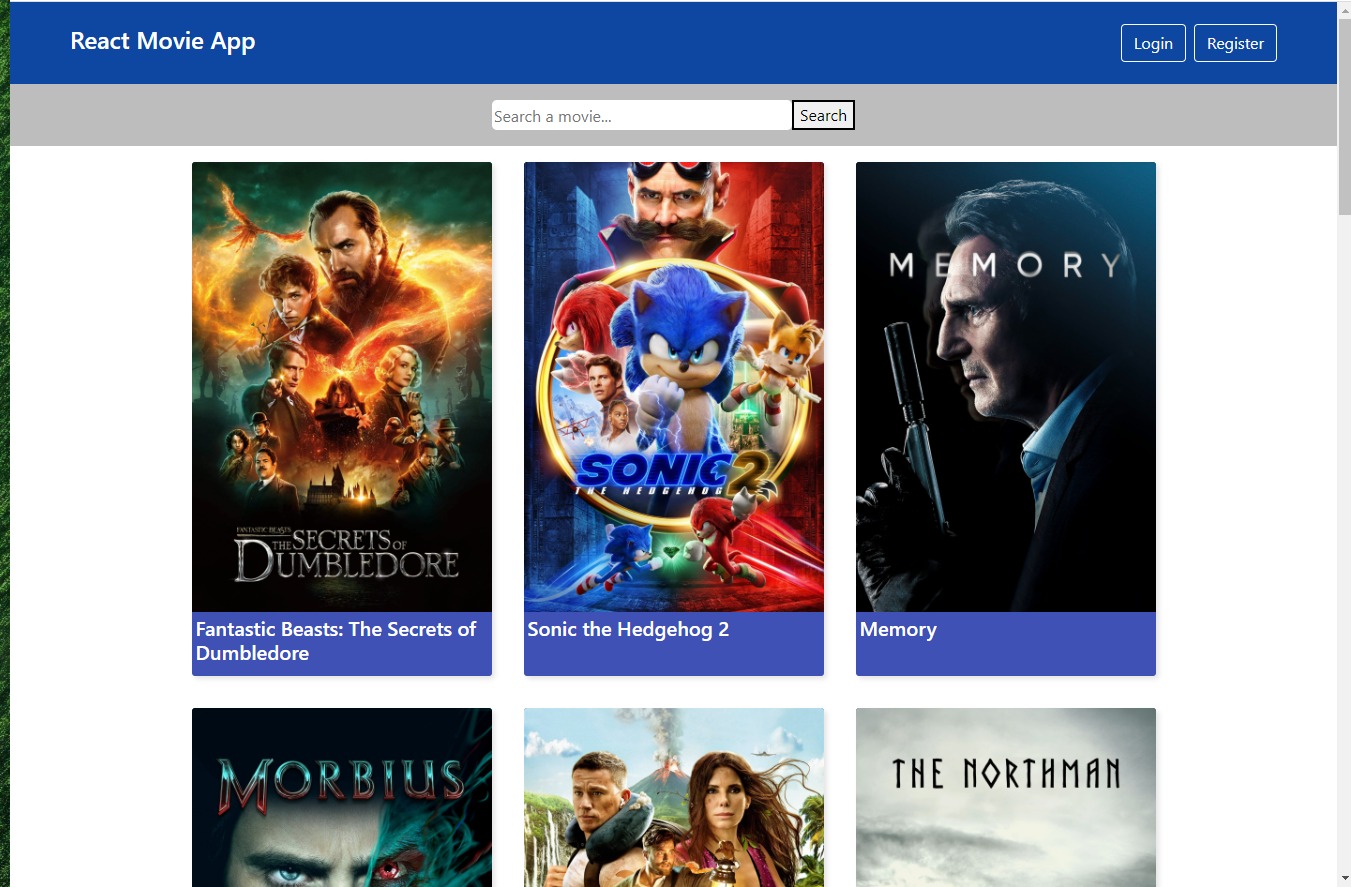 React Movie App
Login
Register
Search a movie...
Search
MEMORY
SONIC 2
THE HEDGEHOG
FANTASTIC BEASTS
THE SECRETS OF
DUMBLEDORE
Fantastic Beasts: The Secrets of
Dumbledore
Sonic the Hedgehog 2
Memory
MORBIUS
THE NORTHMAN